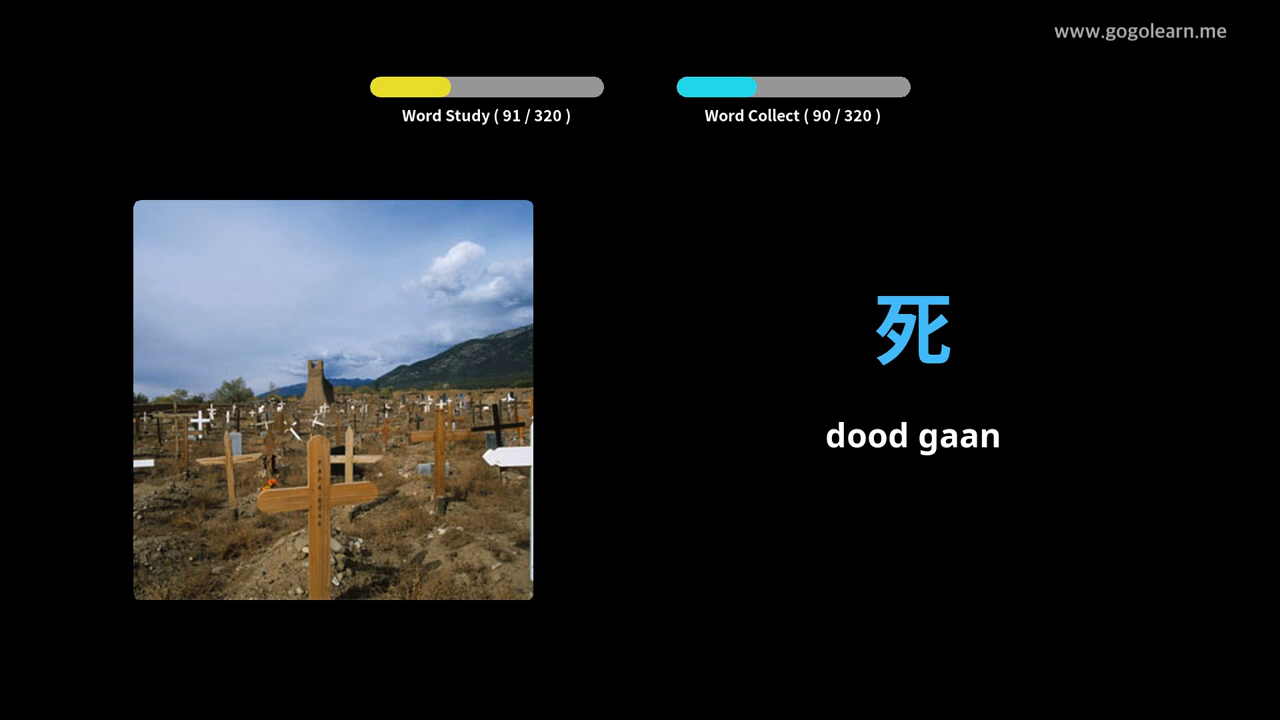 www.gogolearn.me
Word Study ( 91 / 320 )
Word Collect ( 90 / 320 )
死
dood gaan